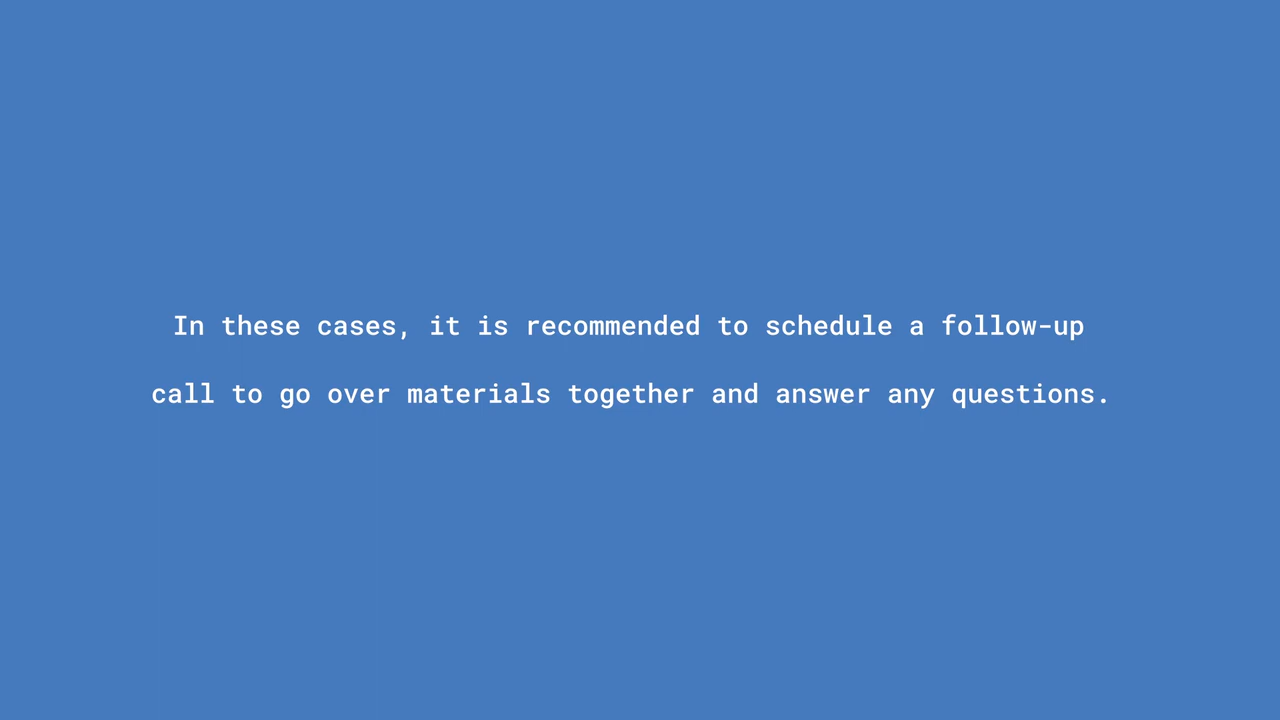 In these cases, it is recommended to schedule a follow-up
call to go over materials together and answer any questions.